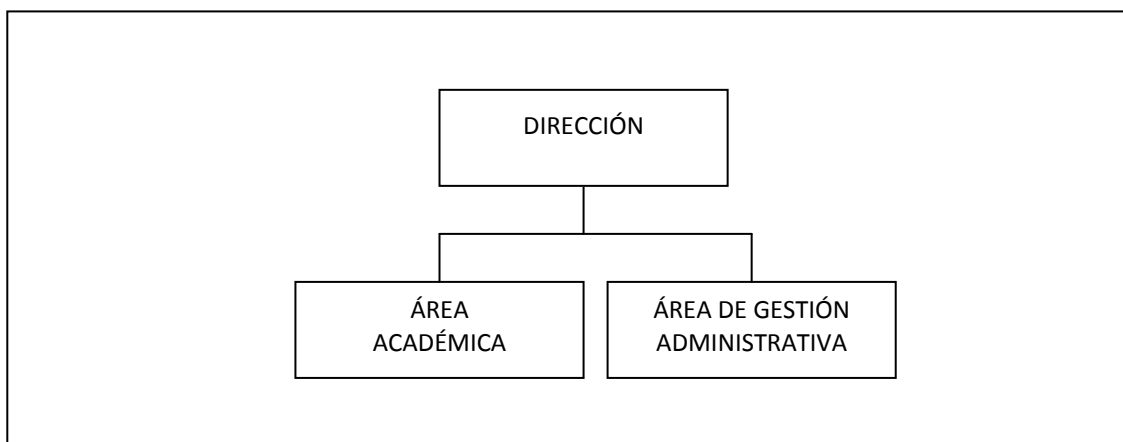 DIRECCIÓN
ÁREA
ACADÉMICA
ÁREA DE GESTIÓN
ADMINISTRATIVA